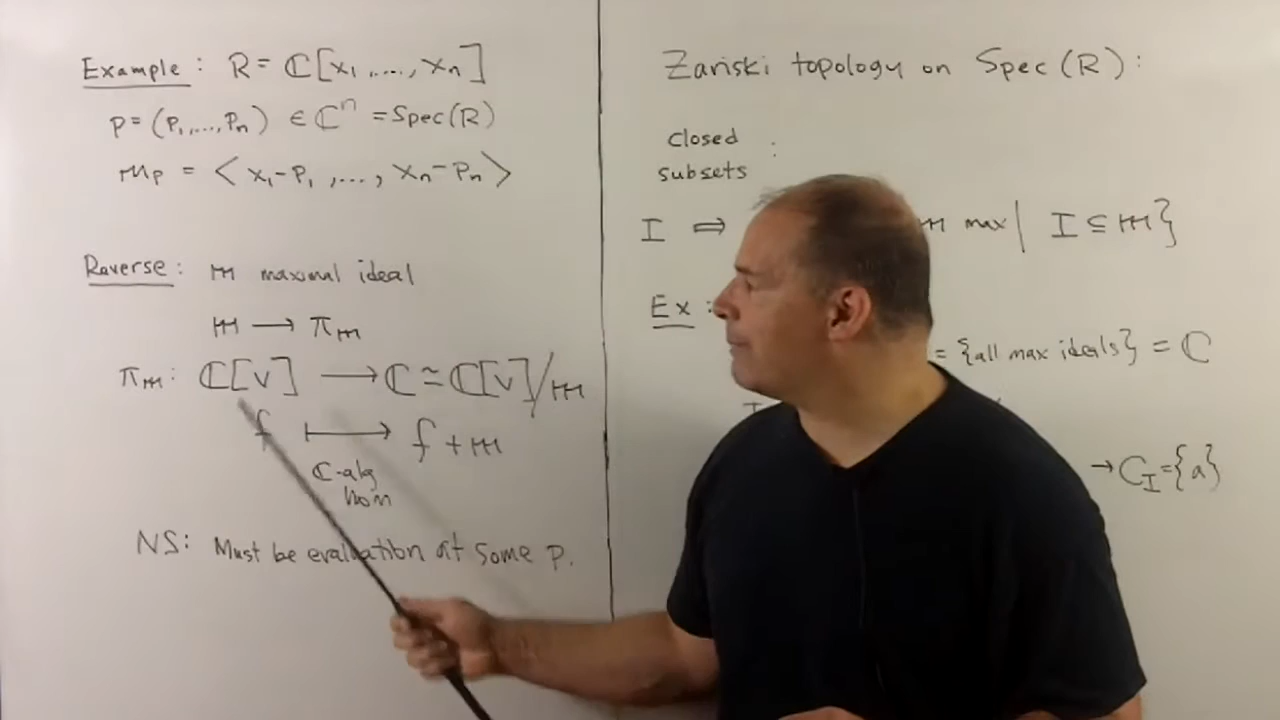 Example: R = ℂ[x₁,...., xₙ]
p = (p₁,...,pₙ) ∈ ℂⁿ = Spec(R)
𝔪ₚ = < x₁-p₁ ,..., xₙ-pₙ >
Reverse: 𝔪 maximal ideal
𝔪 → π_𝔪
π_𝔪: ℂ[V] → ℂ ≃ ℂ[V]/𝔪
f ↦ f + 𝔪
ℂ-alg
hom
NS: Must be evaluation at some p.
Zariski topology on Spec(R):
closed
subsets :
I ⇒ 𝔪 max | I ⊆ 𝔪}
Ex:
= {all max ideals} = ℂ
→ C_I = {a}